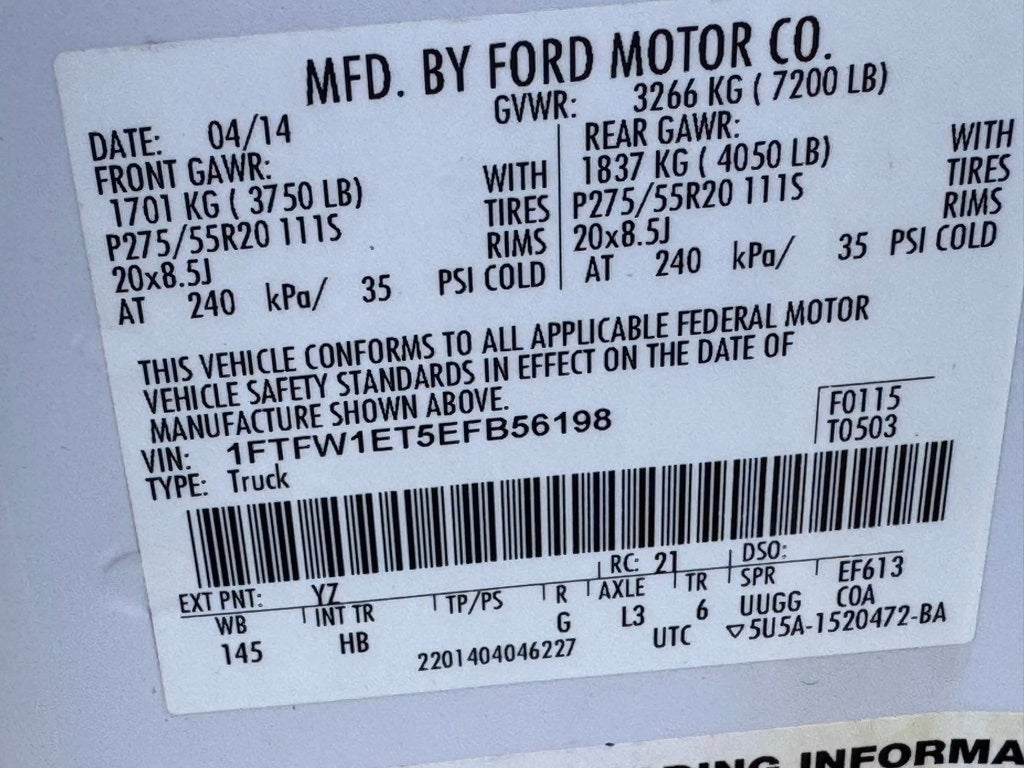 MFD. BY FORD MOTOR CO.
DATE: 04/14 GVWR: 3266 KG ( 7200 LB)
FRONT GAWR: REAR GAWR:
1701 KG ( 3750 LB) WITH 1837 KG ( 4050 LB) WITH
P275/55R20 111S TIRES P275/55R20 111S TIRES
20x8.5J RIMS 20x8.5J RIMS
AT 240 kPa/ 35 PSI COLD AT 240 kPa/ 35 PSI COLD
THIS VEHICLE CONFORMS TO ALL APPLICABLE FEDERAL MOTOR
VEHICLE SAFETY STANDARDS IN EFFECT ON THE DATE OF
MANUFACTURE SHOWN ABOVE.
VIN: 1FTFW1ET5EFB56198 F0115
TYPE: Truck T0503
EXT PNT: YZ RC: 21 DSO:
WB INT TR TP/PS R AXLE TR SPR EF613
145 HB G L3 6 UUGG COA
2201404046227 UTC ▽5U5A-1520472-BA
INFORMA